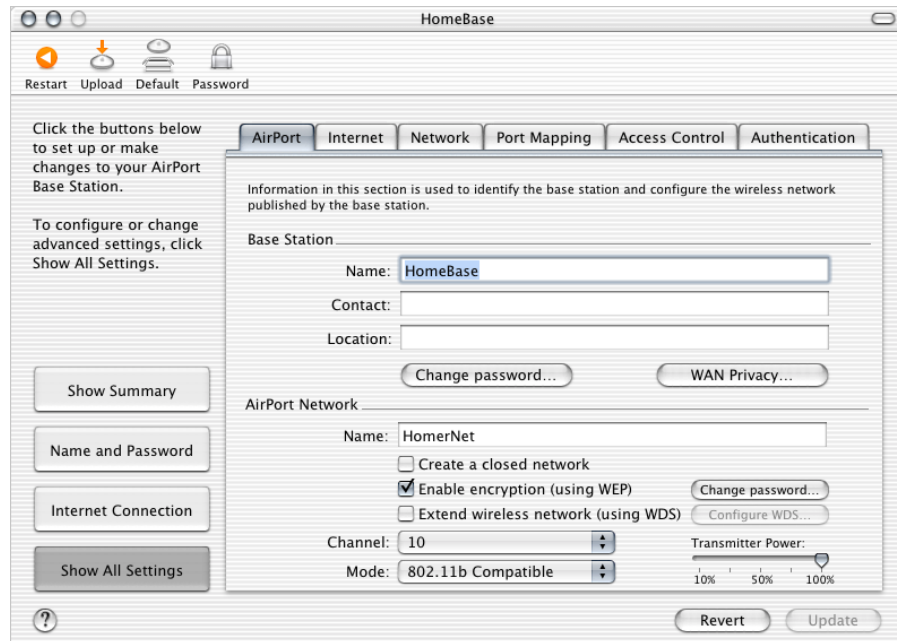 HomeBase
Restart Upload Default Password
Click the buttons below
to set up or make
changes to your AirPort
Base Station.
To configure or change
advanced settings, click
Show All Settings.
Show Summary
Name and Password
Internet Connection
Show All Settings
?
AirPort Internet Network Port Mapping Access Control Authentication
Information in this section is used to identify the base station and configure the wireless network
published by the base station.
Base Station
Name: HomeBase
Contact:
Location:
Change password... WAN Privacy...
AirPort Network
Name: HomerNet
Create a closed network
Enable encryption (using WEP) Change password...
Extend wireless network (using WDS) Configure WDS...
Channel: 10 Transmitter Power:
Mode: 802.11b Compatible 10% 50% 100%
Revert Update